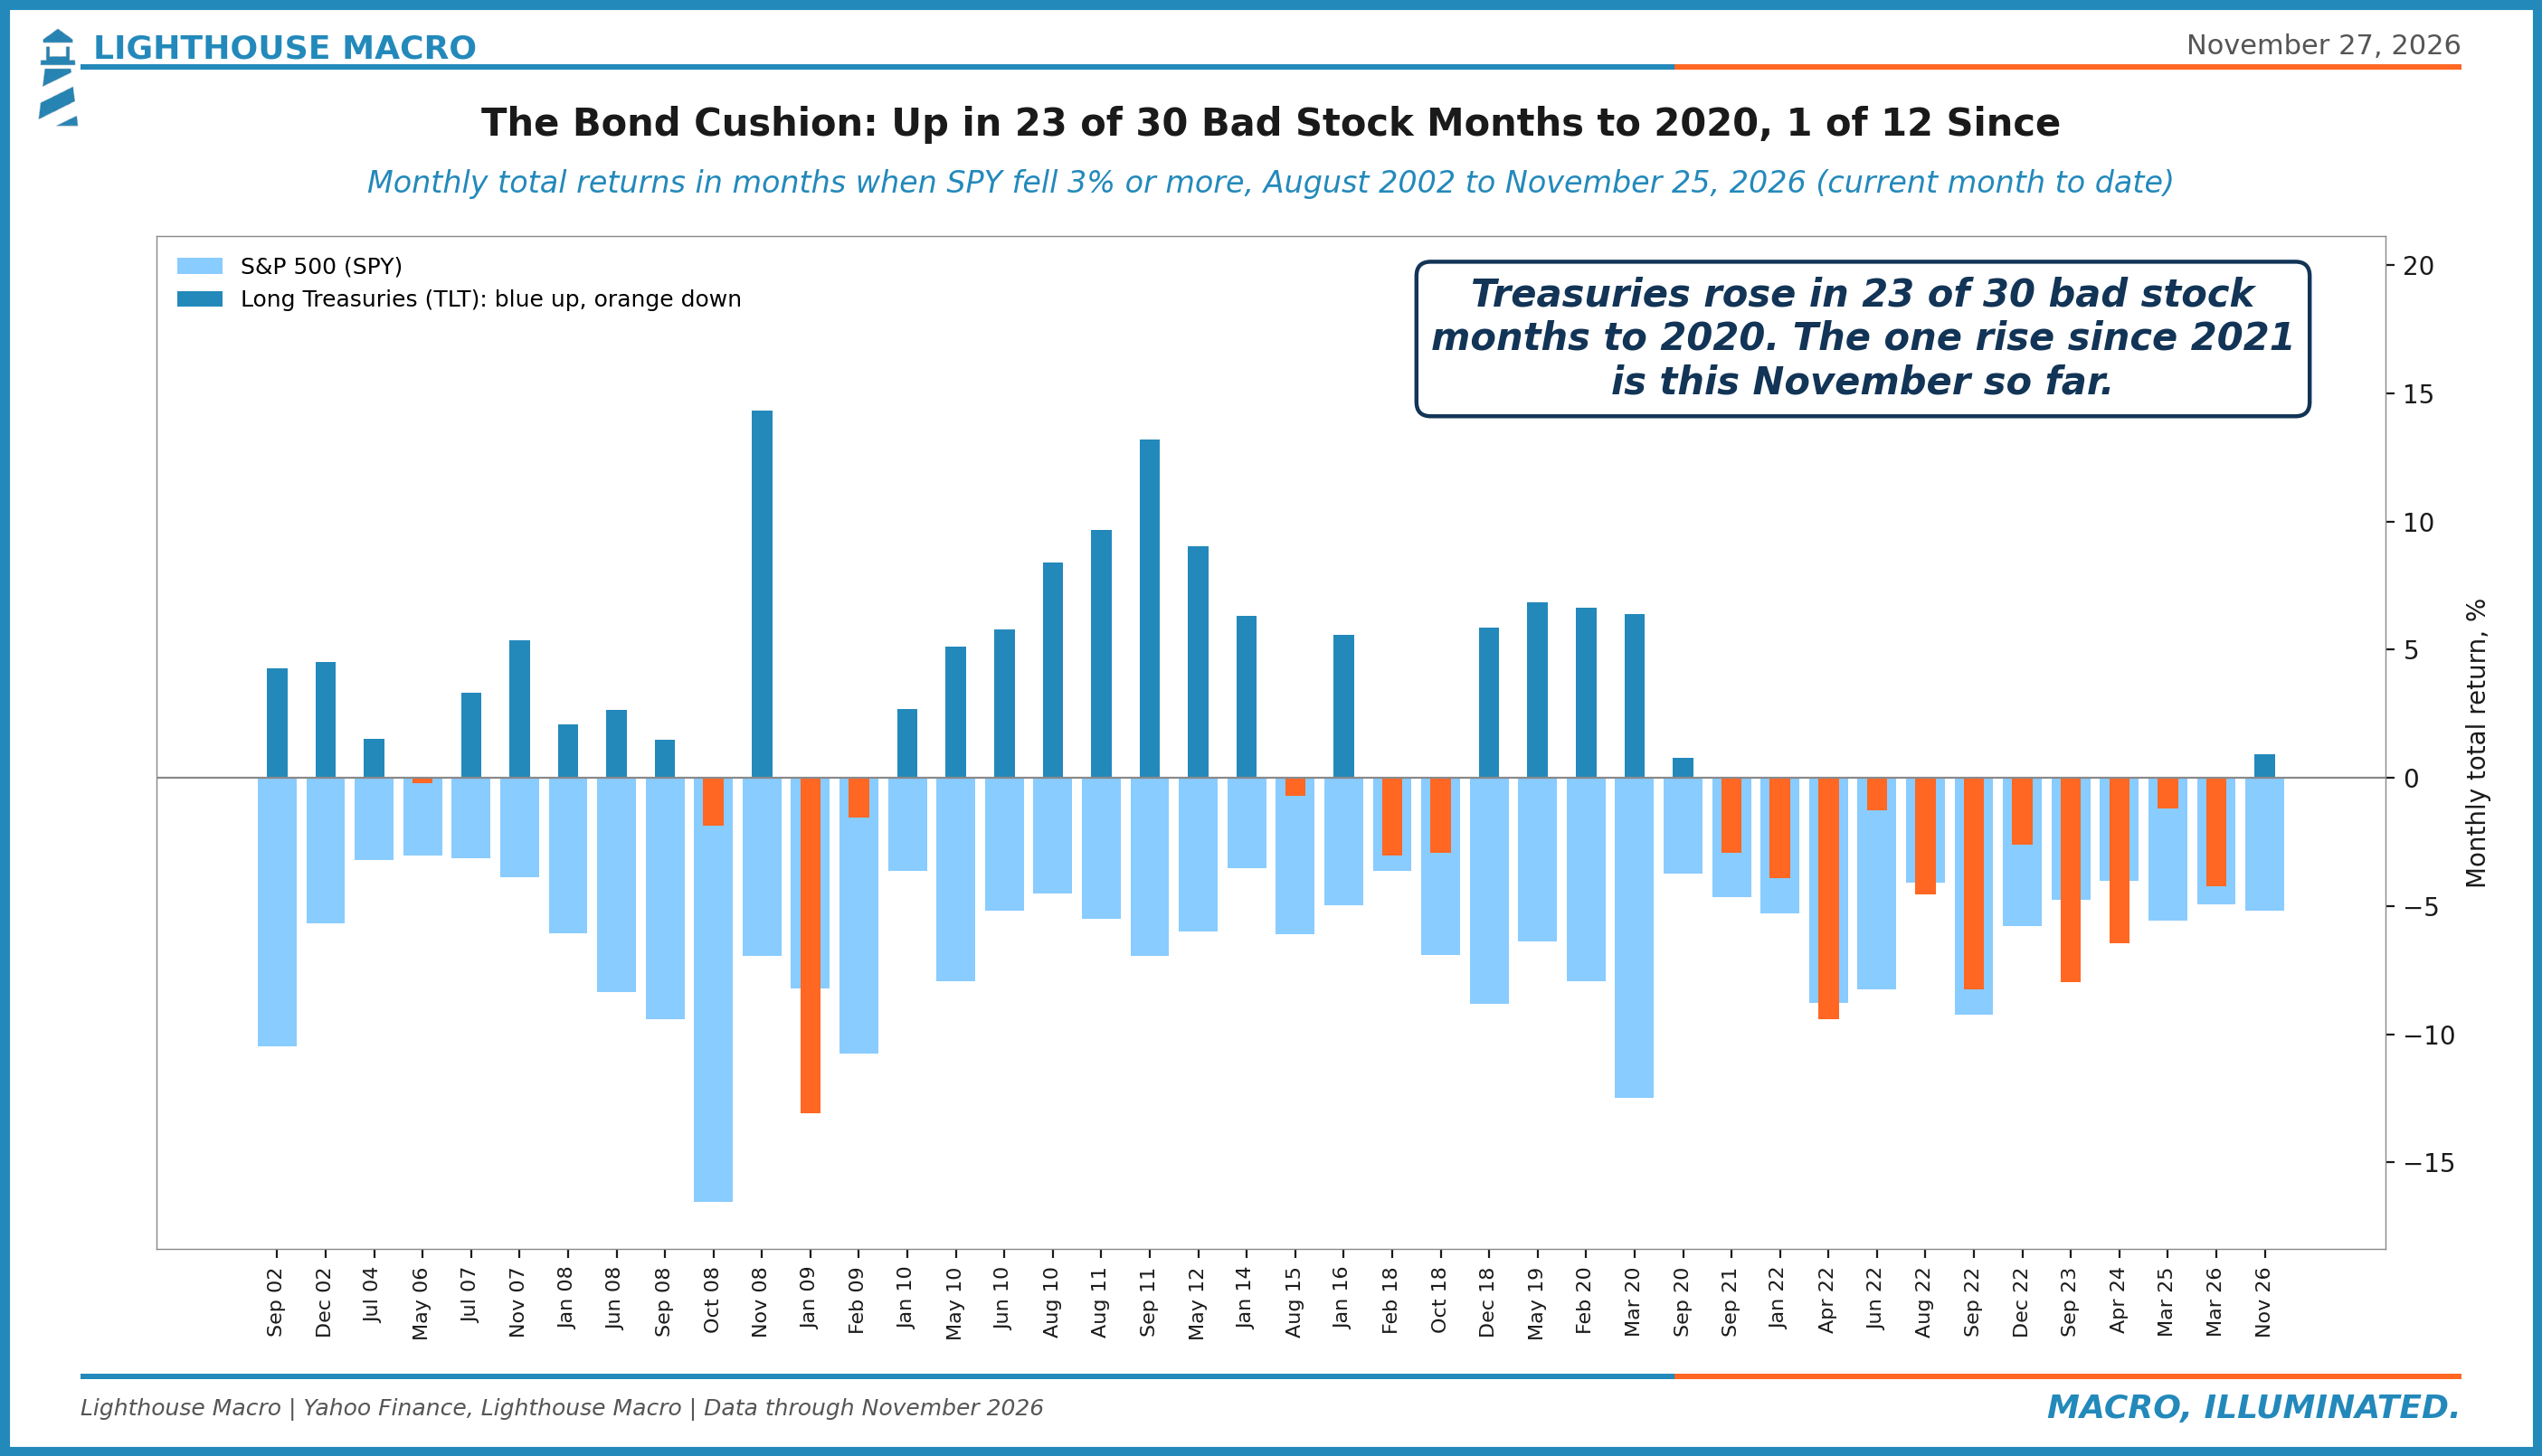 LIGHTHOUSE MACRO
November 27, 2026
The Bond Cushion: Up in 23 of 30 Bad Stock Months to 2020, 1 of 12 Since
Monthly total returns in months when SPY fell 3% or more, August 2002 to November 25, 2026 (current month to date)
S&P 500 (SPY)
Long Treasuries (TLT): blue up, orange down
Treasuries rose in 23 of 30 bad stock
months to 2020. The one rise since 2021
is this November so far.
20
15
10
5
0
−5
−10
−15
Monthly total return, %
Sep 02
Dec 02
Jul 04
May 06
Jul 07
Nov 07
Jan 08
Jun 08
Sep 08
Oct 08
Nov 08
Jan 09
Feb 09
Jan 10
May 10
Jun 10
Aug 10
Aug 11
Sep 11
May 12
Jan 14
Aug 15
Jan 16
Feb 18
Oct 18
Dec 18
May 19
Feb 20
Mar 20
Sep 20
Sep 21
Jan 22
Apr 22
Jun 22
Aug 22
Sep 22
Dec 22
Sep 23
Apr 24
Mar 25
Mar 26
Nov 26
Lighthouse Macro | Yahoo Finance, Lighthouse Macro | Data through November 2026
MACRO, ILLUMINATED.